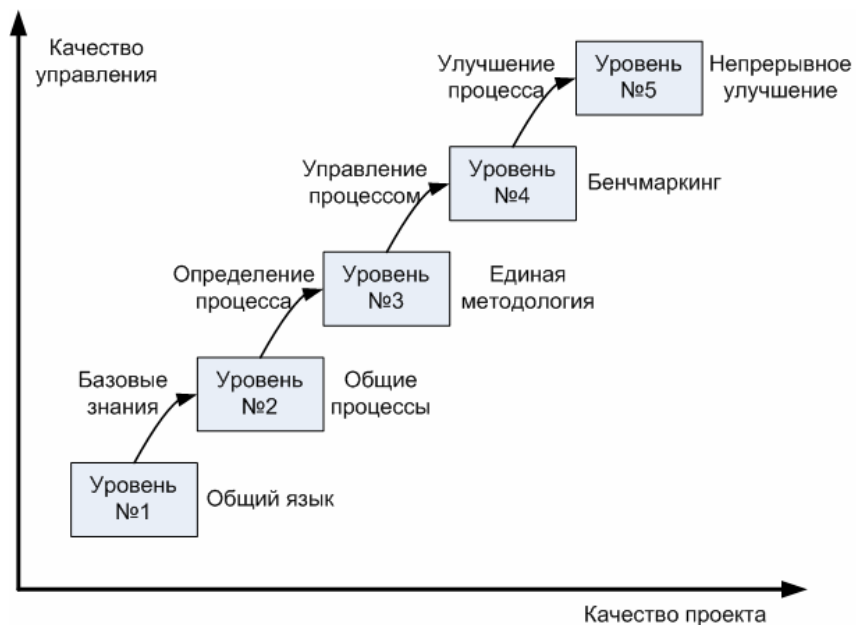 Качество
управления
Улучшение
процесса
Уровень
№5
Непрерывное
улучшение
Управление
процессом
Уровень
№4
Бенчмаркинг
Определение
процесса
Уровень
№3
Единая
методология
Базовые
знания
Уровень
№2
Общие
процессы
Уровень
№1
Общий язык
Качество проекта